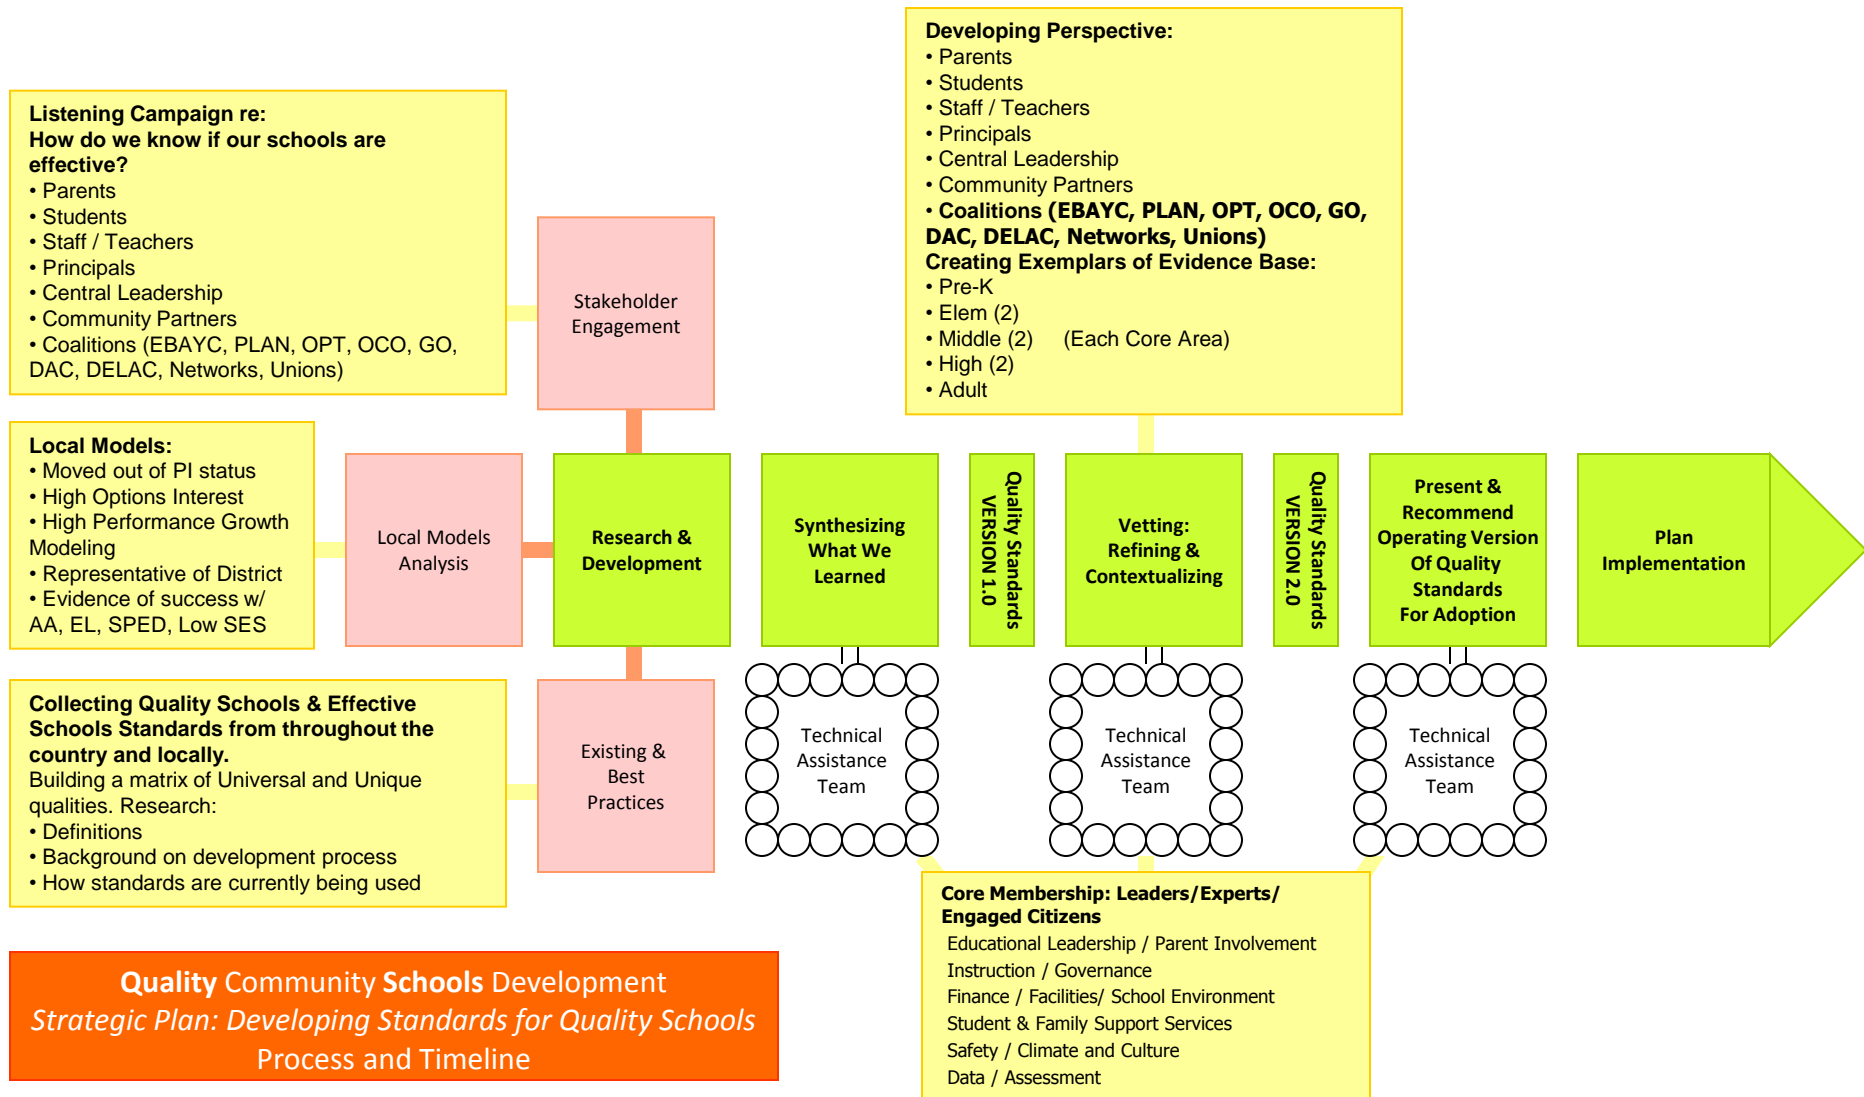 Listening Campaign re:
How do we know if our schools are
effective?
• Parents
• Students
• Staff / Teachers
• Principals
• Central Leadership
• Community Partners
• Coalitions (EBAYC, PLAN, OPT, OCO, GO,
DAC, DELAC, Networks, Unions)
Stakeholder
Engagement
Developing Perspective:
• Parents
• Students
• Staff / Teachers
• Principals
• Central Leadership
• Community Partners
• Coalitions (EBAYC, PLAN, OPT, OCO, GO,
DAC, DELAC, Networks, Unions)
Creating Exemplars of Evidence Base:
• Pre-K
• Elem (2)
• Middle (2) (Each Core Area)
• High (2)
• Adult
Local Models:
• Moved out of PI status
• High Options Interest
• High Performance Growth
Modeling
• Representative of District
• Evidence of success w/
AA, EL, SPED, Low SES
Local Models
Analysis
Research &
Development
Synthesizing
What We
Learned
Quality Standards
VERSION 1.0
Vetting:
Refining &
Contextualizing
Quality Standards
VERSION 2.0
Present &
Recommend
Operating Version
Of Quality
Standards
For Adoption
Plan
Implementation
Collecting Quality Schools & Effective
Schools Standards from throughout the
country and locally.
Building a matrix of Universal and Unique
qualities. Research:
• Definitions
• Background on development process
• How standards are currently being used
Existing &
Best
Practices
Technical
Assistance
Team
Technical
Assistance
Team
Technical
Assistance
Team
Core Membership: Leaders/Experts/
Engaged Citizens
Educational Leadership / Parent Involvement
Instruction / Governance
Finance / Facilities/ School Environment
Student & Family Support Services
Safety / Climate and Culture
Data / Assessment
Quality Community Schools Development
Strategic Plan: Developing Standards for Quality Schools
Process and Timeline